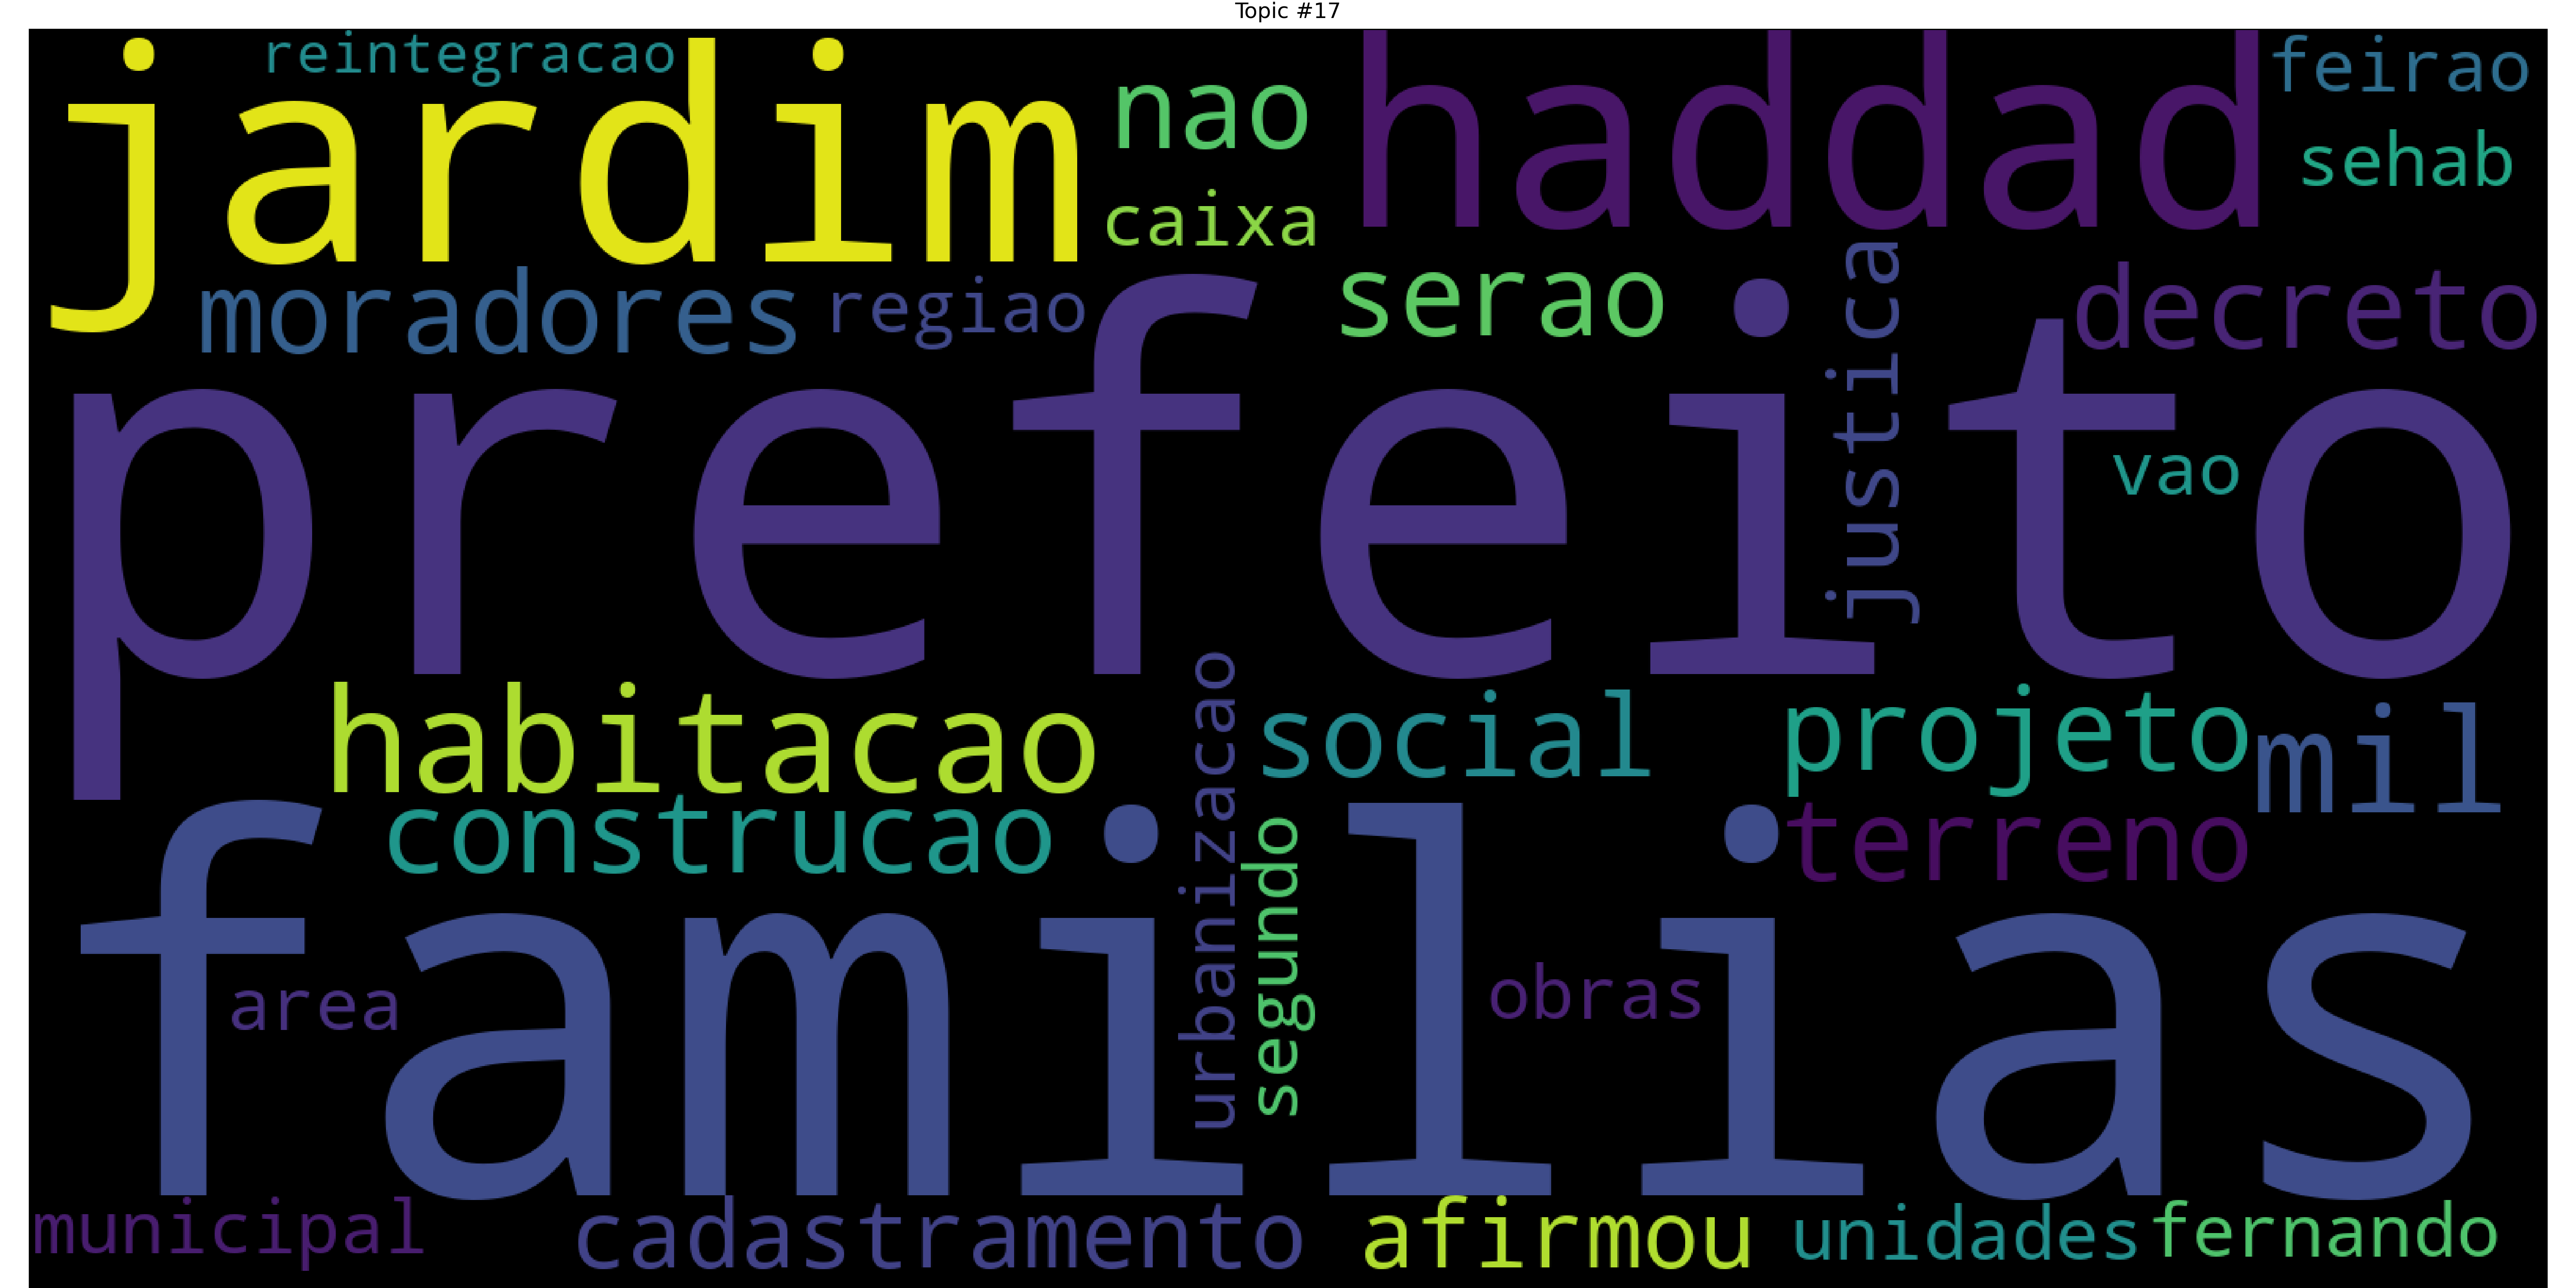 Topic #17
reintegracao
jardim
nao
haddad
feirao
sehab
caixa
moradores
regiao
serao
justica
decreto
prefeito
vao
habitacao
urbanizacao
social
projeto
mil
construcao
segundo
terreno
familias
area
obras
municipal
cadastramento
afirmou
unidades
fernando